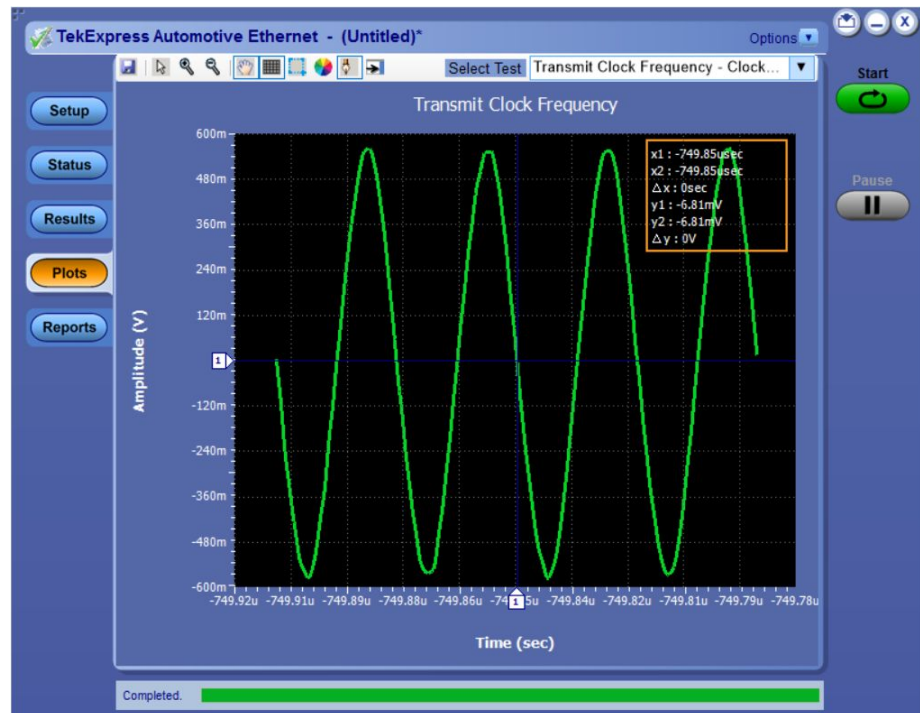 TekExpress Automotive Ethernet - (Untitled)*
Options
Select Test
Transmit Clock Frequency - Clock...
Start
Pause
Setup
Status
Results
Plots
Reports
Transmit Clock Frequency
x1 : -749.85usec
x2 : -749.85usec
Δx : 0sec
y1 : -6.81mV
y2 : -6.81mV
Δy : 0V
Amplitude (V)
600m
480m
360m
240m
120m
1
-120m
-240m
-360m
-480m
-600m
-749.92u -749.91u -749.89u -749.88u -749.86u 1 -749.84u -749.82u -749.81u -749.79u -749.78u
Time (sec)
Completed.